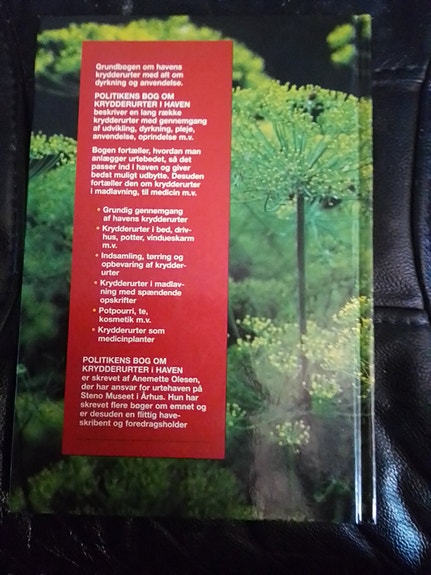 Grundbogen om havens
krydderurter med alt om
dyrkning og anvendelse.
POLITIKENS BOG OM
KRYDDERURTER I HAVEN
beskriver en lang række
krydderurter med gennemgang
af udvikling, dyrkning, pleje,
anvendelse, oprindelse m.v.
Bogen fortæller, hvordan man
anlægger urtebedet, så det
passer ind i haven og giver
bedst muligt udbytte. Desuden
fortæller den om krydderurter
i madlavning, til medicin m.v.
• Grundig gennemgang
af havens krydderurter
• Krydderurter i bed, driv-
hus, potter, vindueskarm
m.v.
• Indsamling, tørring og
opbevaring af krydder-
urter
• Krydderurter i madlav-
ning med spændende
opskrifter
• Potpourri, te,
kosmetik m.v.
• Krydderurter som
medicinplanter
POLITIKENS BOG OM
KRYDDERURTER I HAVEN
er skrevet af Anemette Olesen,
der har ansvar for urtehaven på
Steno Museet i Århus. Hun har
skrevet flere bøger om emnet og
er desuden en flittig have-
skribent og foredragsholder